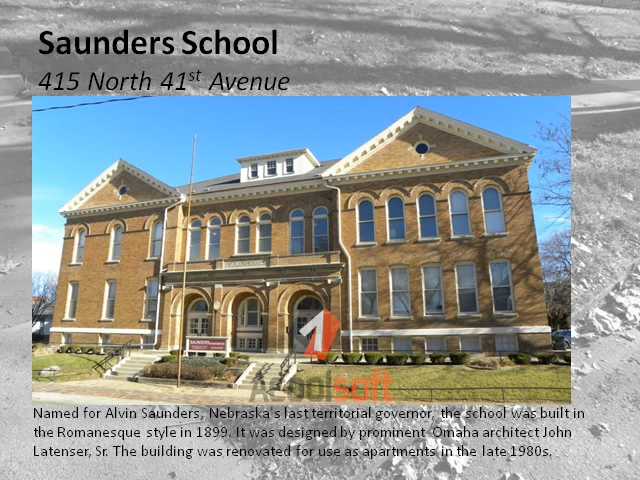 Saunders School
415 North 41st Avenue
SAUNDERS
Acoolsoft
Named for Alvin Saunders, Nebraska's last territorial governor, the school was built in
the Romanesque style in 1899. It was designed by prominent Omaha architect John
Latenser, Sr. The building was renovated for use as apartments in the late 1980s.